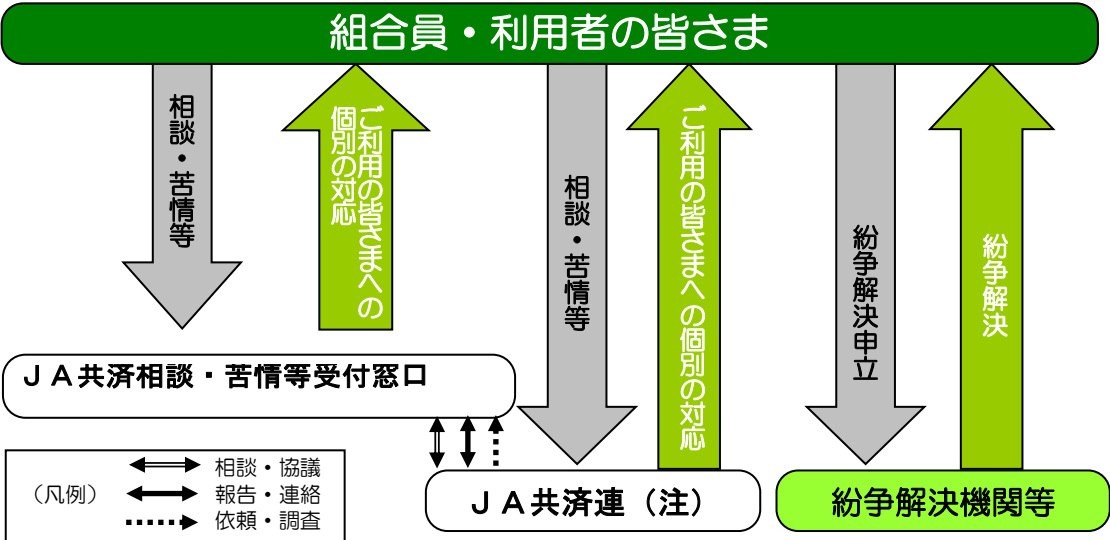 組合員・利用者の皆さま
相談・苦情等
ご利用の皆さまへの
個別の対応
相談・苦情等
ご利用の皆さまへの個別の対応
紛争解決申立
紛争解決
ＪＡ共済相談・苦情等受付窓口
（凡例）
相談・協議
報告・連絡
依頼・調査
ＪＡ共済連（注）
紛争解決機関等